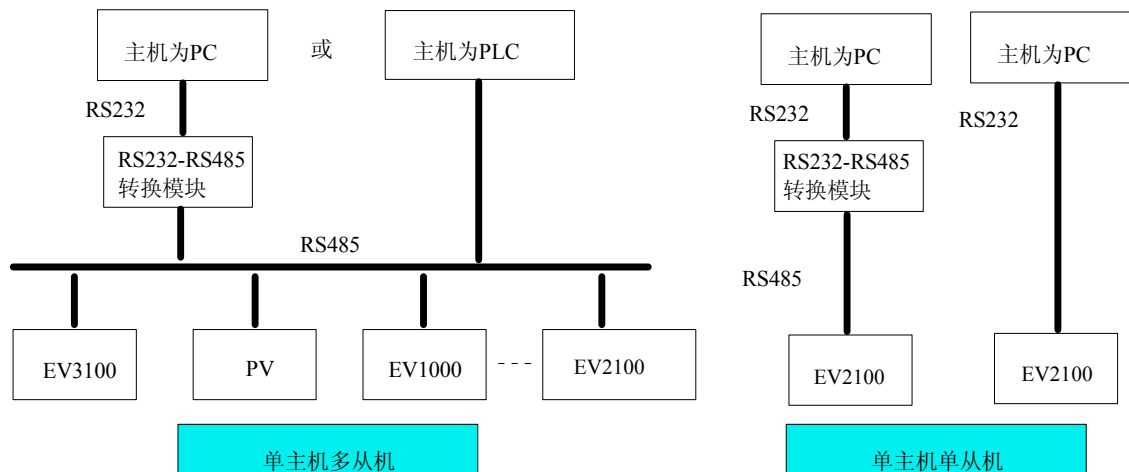 主机为PC
或
主机为PLC
RS232
RS232-RS485
转换模块
RS485
EV3100
PV
EV1000
EV2100
单主机多从机
主机为PC
主机为PC
RS232
RS232
RS232-RS485
转换模块
RS485
EV2100
EV2100
单主机单从机